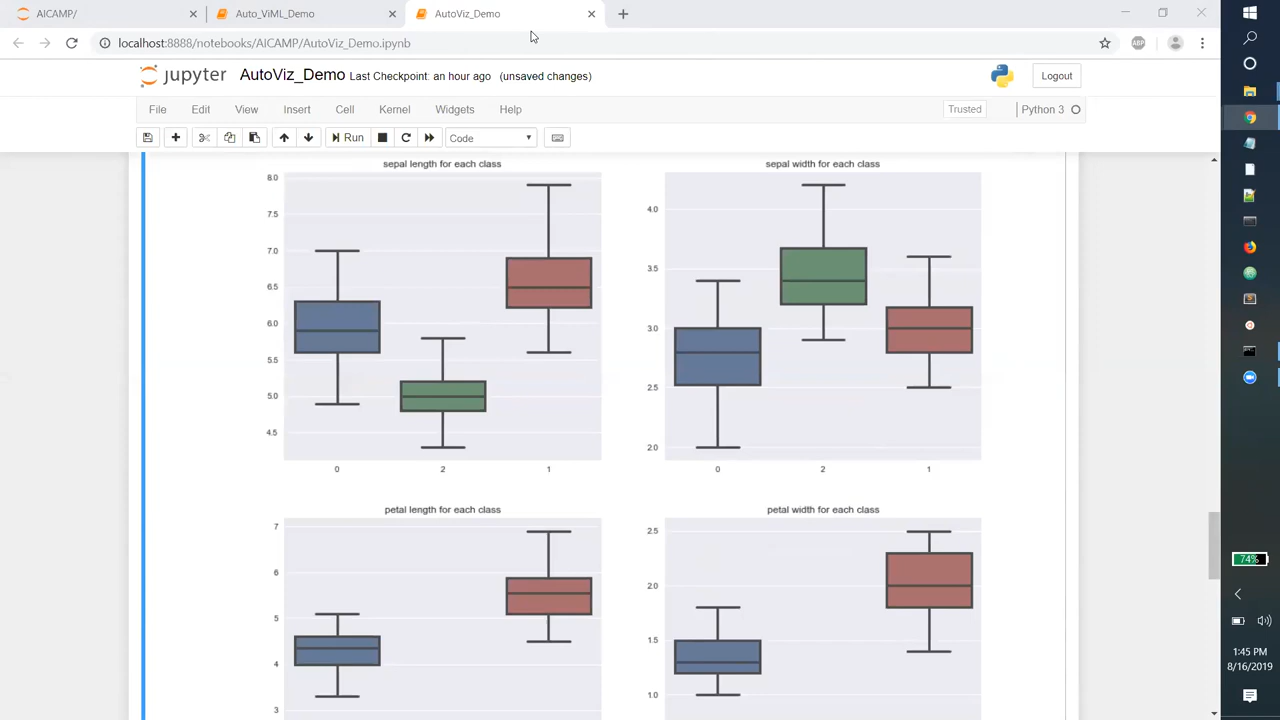 AICAMP/ Auto_ViML_Demo AutoViz_Demo
localhost:8888/notebooks/AICAMP/AutoViz_Demo.ipynb ABP
jupyter AutoViz_Demo Last Checkpoint: an hour ago (unsaved changes) Logout
File Edit View Insert Cell Kernel Widgets Help Trusted Python 3
Run Code
sepal length for each class
8.0
7.5
7.0
6.5
6.0
5.5
5.0
4.5
0 2 1
sepal width for each class
4.0
3.5
3.0
2.5
2.0
0 2 1
petal length for each class
7
6
5
4
3
petal width for each class
2.5
2.0
1.5
1.0
74%
1:45 PM
8/16/2019